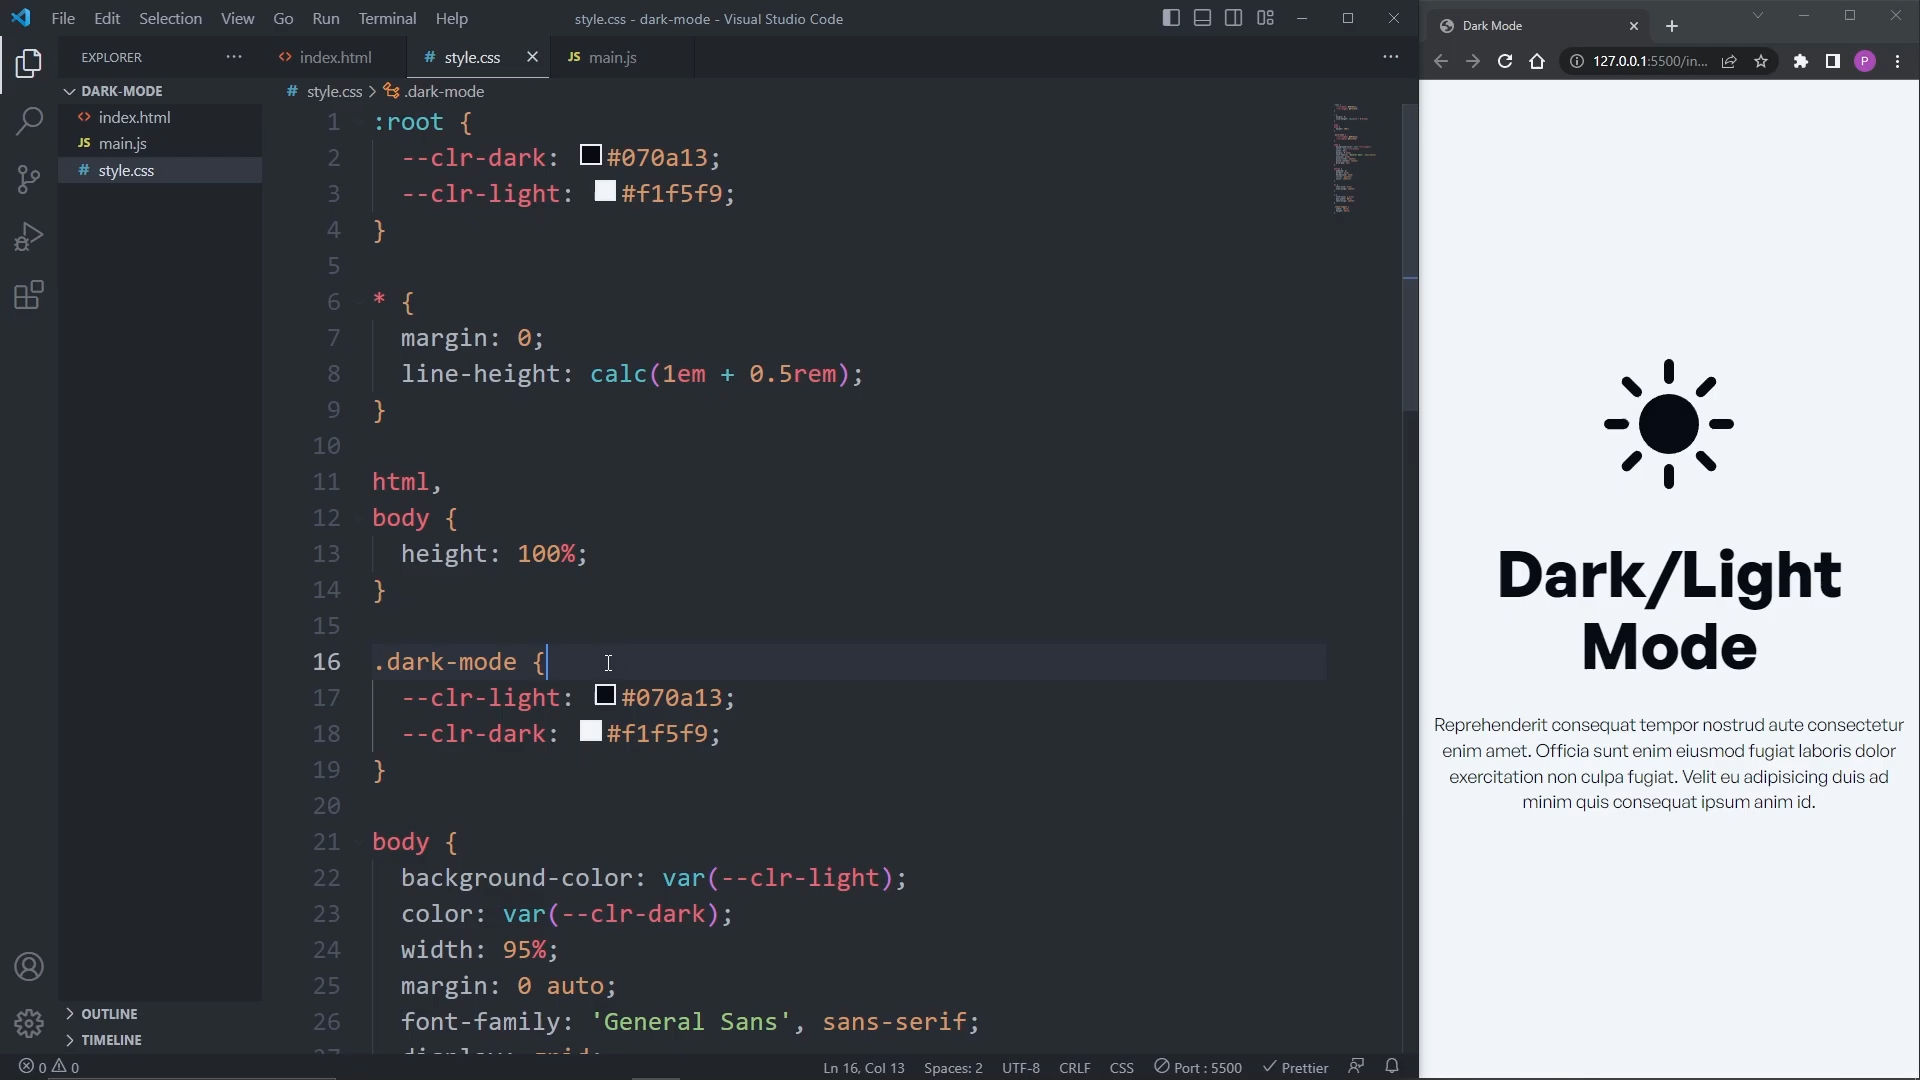 File Edit Selection View Go Run Terminal Help
style.css - dark-mode - Visual Studio Code
EXPLORER
DARK-MODE
index.html
JS main.js
# style.css
OUTLINE
TIMELINE
index.html
# style.css
JS main.js
# style.css > .dark-mode
1 :root {
2 --clr-dark: #070a13;
3 --clr-light: #f1f5f9;
4 }
5
6 * {
7 margin: 0;
8 line-height: calc(1em + 0.5rem);
9 }
10
11 html,
12 body {
13 height: 100%;
14 }
15
16 .dark-mode {
17 --clr-light: #070a13;
18 --clr-dark: #f1f5f9;
19 }
20
21 body {
22 background-color: var(--clr-light);
23 color: var(--clr-dark);
24 width: 95%;
25 margin: 0 auto;
26 font-family: 'General Sans', sans-serif;
0 0
Ln 16, Col 13 Spaces: 2 UTF-8 CRLF CSS Port : 5500 Prettier
Dark Mode
127.0.0.1:5500/in...
P
Dark/Light
Mode
Reprehenderit consequat tempor nostrud aute consectetur
enim amet. Officia sunt enim eiusmod fugiat laboris dolor
exercitation non culpa fugiat. Velit eu adipisicing duis ad
minim quis consequat ipsum anim id.